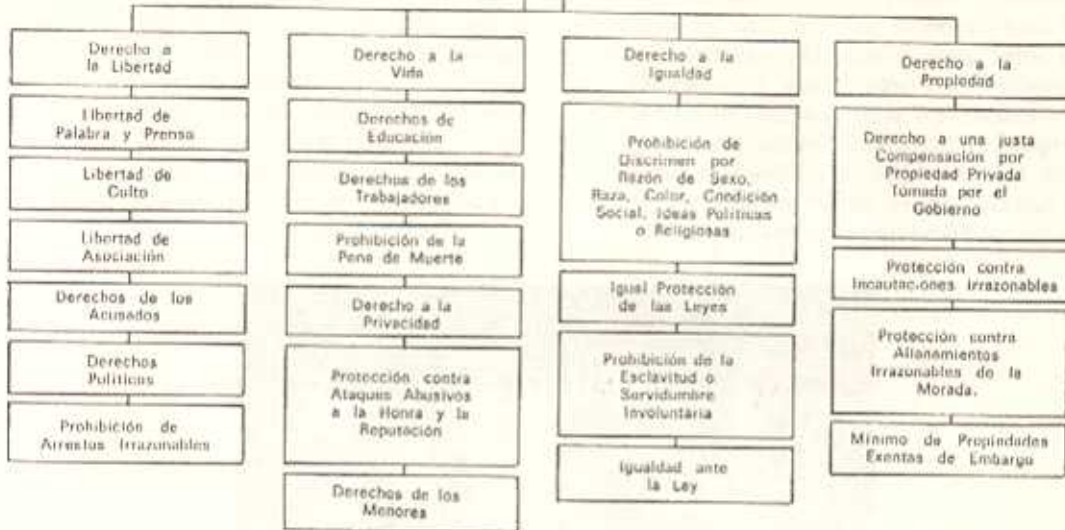 Derecho a
la Libertad
Libertad de
Palabra y Prensa
Libertad de
Culto
Libertad de
Asociación
Derechos de los
Acusados
Derechos
Políticos
Prohibición de
Arrestos Irrazonables
Derecho a la
Vida
Derechos de
Educación
Derechos de los
Trabajadores
Prohibición de la
Pena de Muerte
Derecho a la
Privacidad
Protección contra
Ataques Abusivos
a la Honra y la
Reputación
Derechos de los
Menores
Derecho a la
Igualdad
Prohibición de
Discrimen por
Razón de Sexo,
Raza, Color, Condición
Social, Ideas Políticas
o Religiosas
Igual Protección
de las Leyes
Prohibición de la
Esclavitud o
Servidumbre
Involuntaria
Igualdad ante
la Ley
Derecho a la
Propiedad
Derecho a una justa
Compensación por
Propiedad Privada
Tomada por el
Gobierno
Protección contra
Incautaciones Irrazonables
Protección contra
Allanamientos
Irrazonables de la
Morada.
Mínimo de Propiedades
Exentas de Embargo